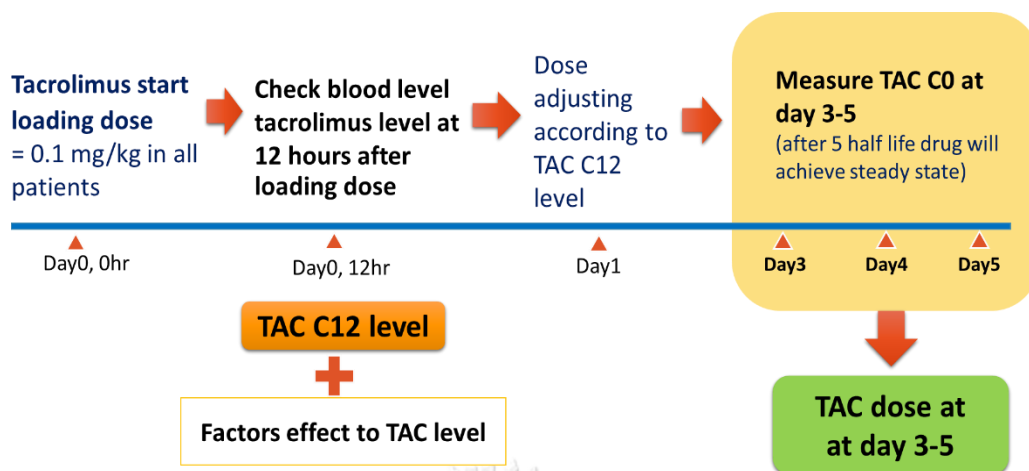 Tacrolimus start
loading dose
= 0.1 mg/kg in all
patients
Check blood level
tacrolimus level at
12 hours after
loading dose
Dose
adjusting
according to
TAC C12
level
Measure TAC C0 at
day 3-5
(after 5 half life drug will
achieve steady state)
Day0, 0hr
Day0, 12hr
Day1
Day3
Day4
Day5
TAC C12 level
Factors effect to TAC level
TAC dose at
at day 3-5